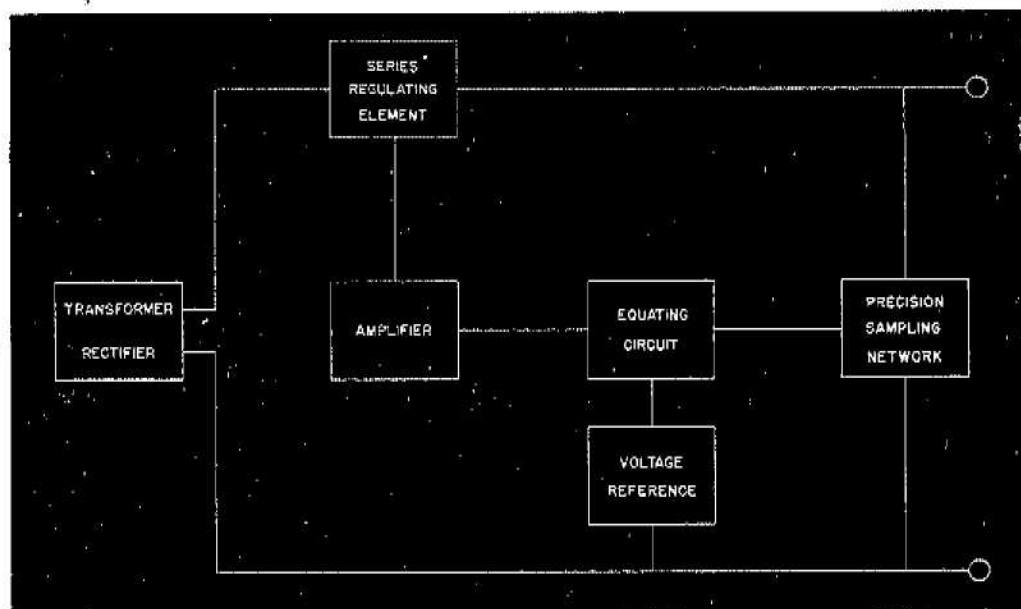 SERIES
REGULATING
ELEMENT
TRANSFORMER
RECTIFIER
AMPLIFIER
EQUATING
CIRCUIT
PRECISION
SAMPLING
NETWORK
VOLTAGE
REFERENCE